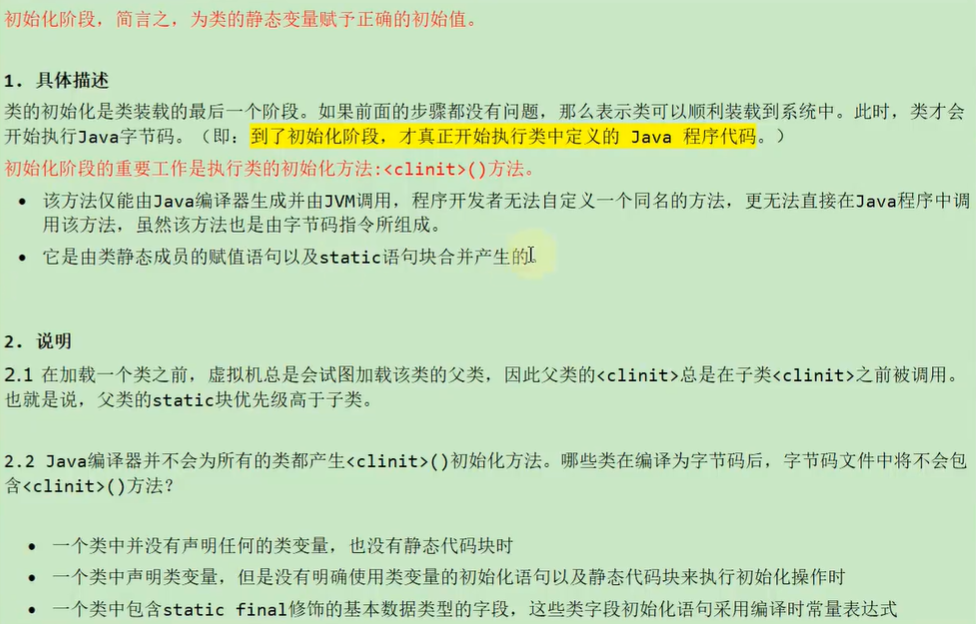 初始化阶段，简言之，为类的静态变量赋予正确的初始值。
1. 具体描述
类的初始化是类装载的最后一个阶段。如果前面的步骤都没有问题，那么表示类可以顺利装载到系统中。此时，类才会
开始执行Java字节码。（即：到了初始化阶段，才真正开始执行类中定义的 Java 程序代码。）
初始化阶段的重要工作是执行类的初始化方法:<clinit>()方法。
• 该方法仅能由Java编译器生成并由JVM调用，程序开发者无法自定义一个同名的方法，更无法直接在Java程序中调
用该方法，虽然该方法也是由字节码指令所组成。
• 它是由类静态成员的赋值语句以及static语句块合并产生的。
2. 说明
2.1 在加载一个类之前，虚拟机总是会试图加载该类的父类，因此父类的<clinit>总是在子类<clinit>之前被调用。
也就是说，父类的static块优先级高于子类。
2.2 Java编译器并不会为所有的类都产生<clinit>()初始化方法。哪些类在编译为字节码后，字节码文件中将不会包
含<clinit>()方法？
• 一个类中并没有声明任何的类变量，也没有静态代码块时
• 一个类中声明类变量，但是没有明确使用类变量的初始化语句以及静态代码块来执行初始化操作时
• 一个类中包含static final修饰的基本数据类型的字段，这些类字段初始化语句采用编译时常量表达式